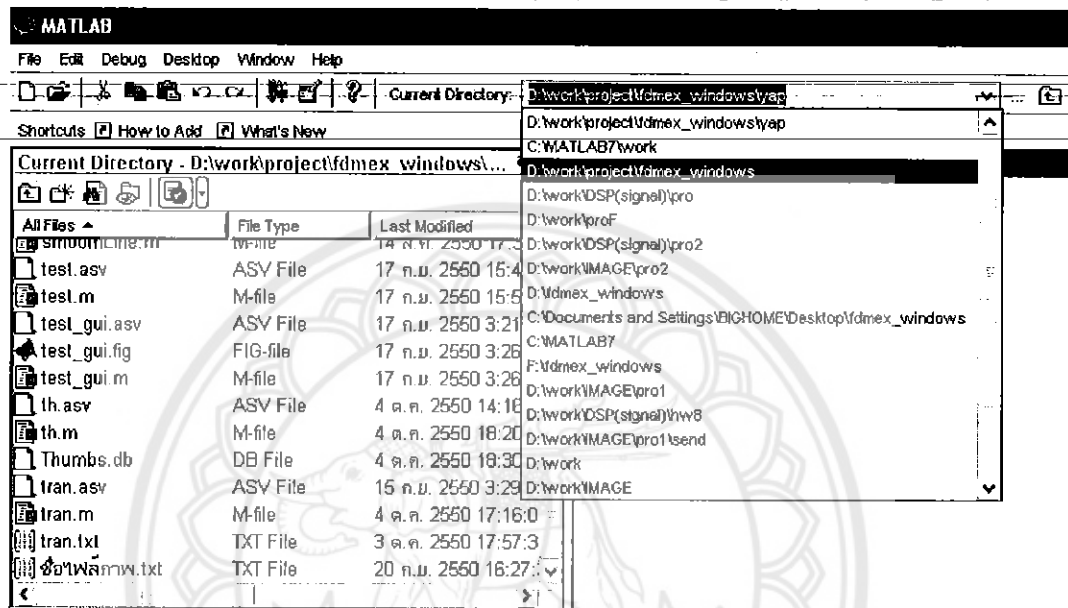 MATLAB
File Edit Debug Desktop Window Help
Current Directory: D:\work\project\fdmex_windows\yap
Shortcuts How to Add What's New
Current Directory - D:\work\project\fdmex_windows\...
All Files File Type Last Modified
smoothLine.m M-file
test.asv ASV File 17 ก.ย. 2550 15:4
test.m M-file 17 ก.ย. 2550 15:5
test_gui.asv ASV File 17 ก.ย. 2550 3:21
test_gui.fig FIG-file 17 ก.ย. 2550 3:26
test_gui.m M-file 17 ก.ย. 2550 3:26
th.asv ASV File 4 ต.ค. 2550 14:16
th.m M-file 4 ต.ค. 2550 18:20
Thumbs.db DB File 4 ต.ค. 2550 18:30
tran.asv ASV File 15 ก.ย. 2550 3:29
tran.m M-file 4 ต.ค. 2550 17:16:0
tran.txt TXT File 3 ต.ค. 2550 17:57:3
ชื่อไฟล์ภาพ.txt TXT File 20 ก.ย. 2550 16:27:
D:\work\project\fdmex_windows\yap
C:\MATLAB7\work
D:\work\project\fdmex_windows
D:\work\DSP(signal)\pro
D:\work\proF
D:\work\DSP(signal)\pro2
D:\work\IMAGE\pro2
D:\fdmex_windows
C:\Documents and Settings\BIGHOME\Desktop\fdmex_windows
C:\MATLAB7
F:\fdmex_windows
D:\work\IMAGE\pro1
D:\work\DSP(signal)\hw8
D:\work\IMAGE\pro1\send
D:\work
D:\work\IMAGE